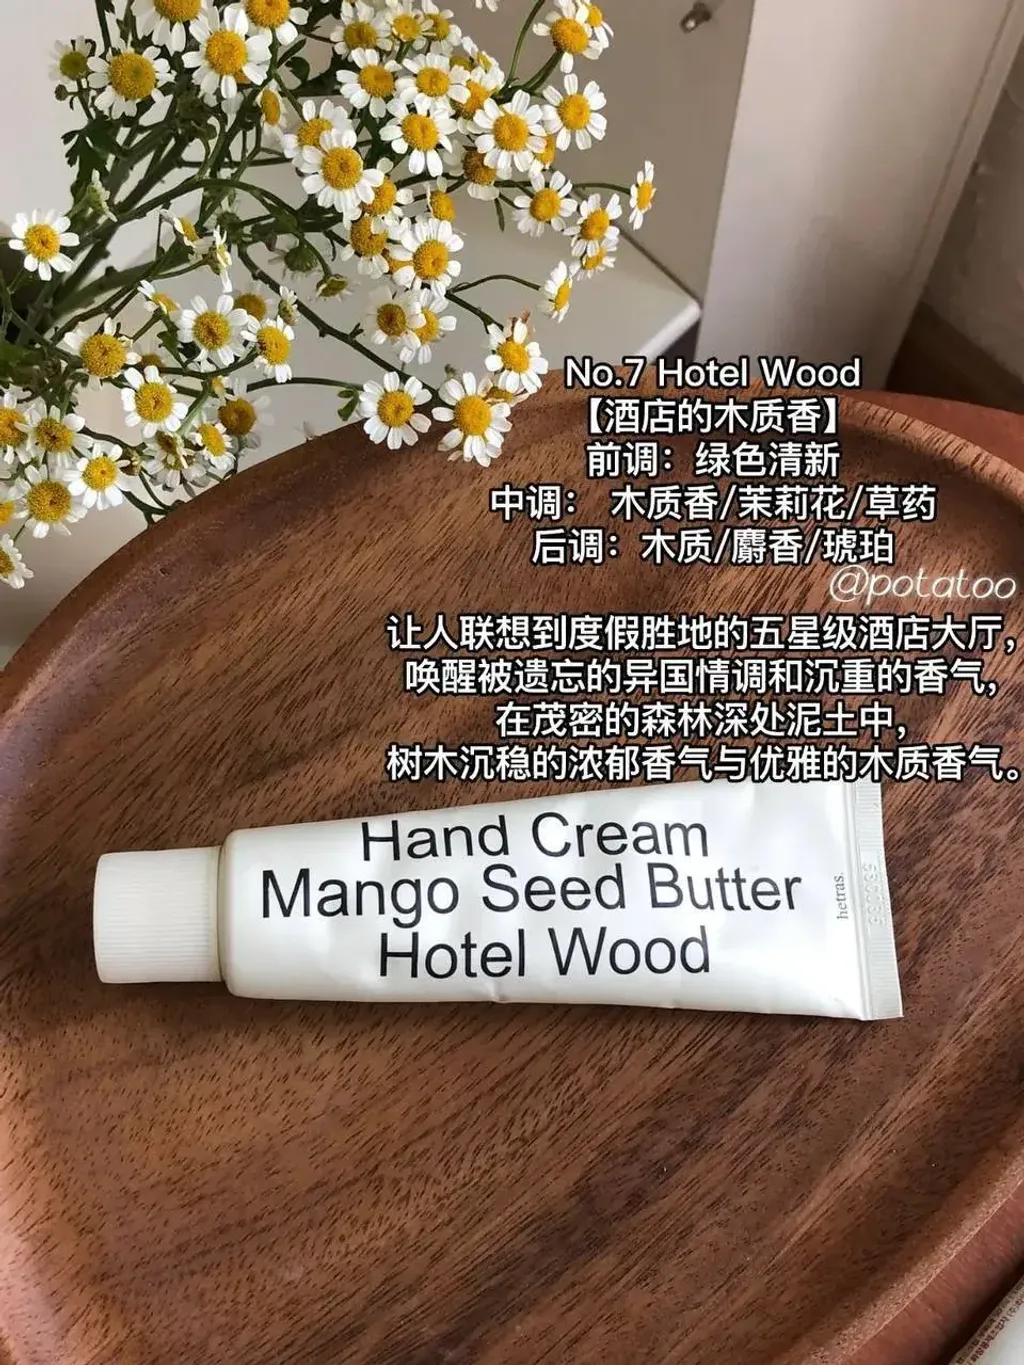 No.7 Hotel Wood
【酒店的木质香】
前调：绿色清新
中调： 木质香/茉莉花/草药
后调：木质/麝香/琥珀
@potatoo
让人联想到度假胜地的五星级酒店大厅，
唤醒被遗忘的异国情调和沉重的香气，
在茂密的森林深处泥土中，
树木沉稳的浓郁香气与优雅的木质香气。
Hand Cream
Mango Seed Butter
Hotel Wood
hetras.